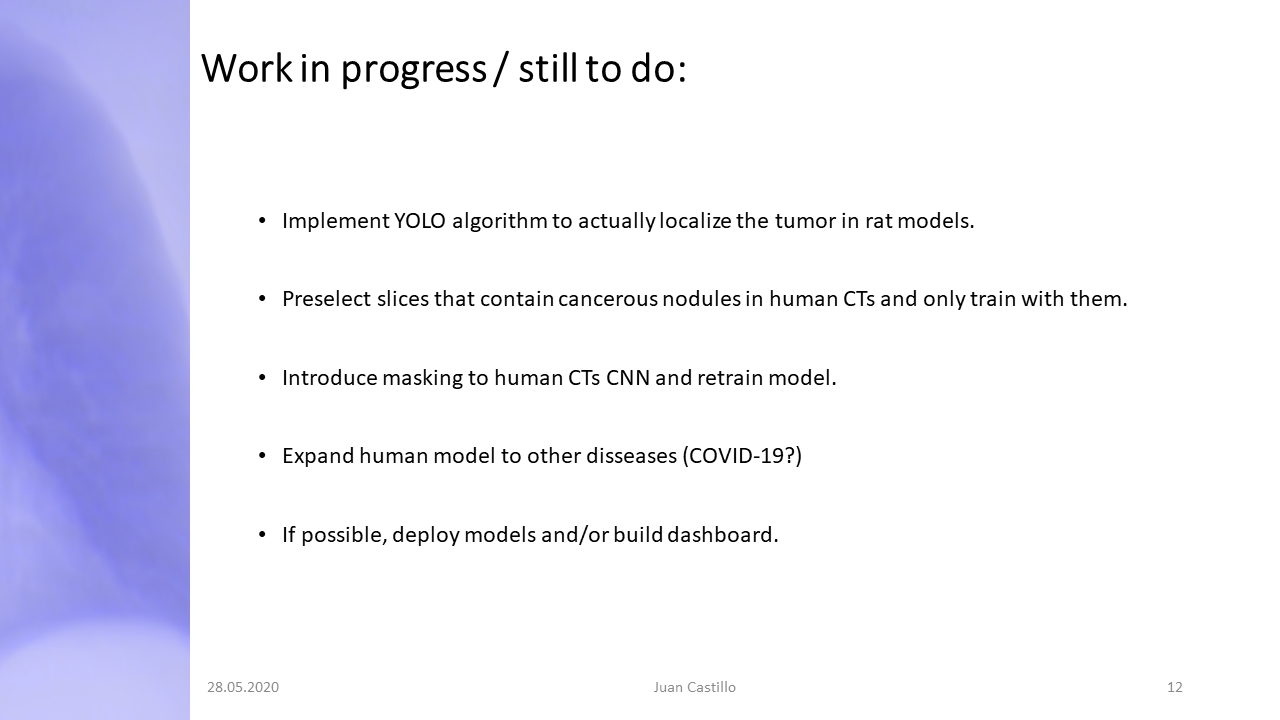 Work in progress / still to do:
• Implement YOLO algorithm to actually localize the tumor in rat models.
• Preselect slices that contain cancerous nodules in human CTs and only train with them.
• Introduce masking to human CTs CNN and retrain model.
• Expand human model to other disseases (COVID-19?)
• If possible, deploy models and/or build dashboard.
28.05.2020
Juan Castillo
12